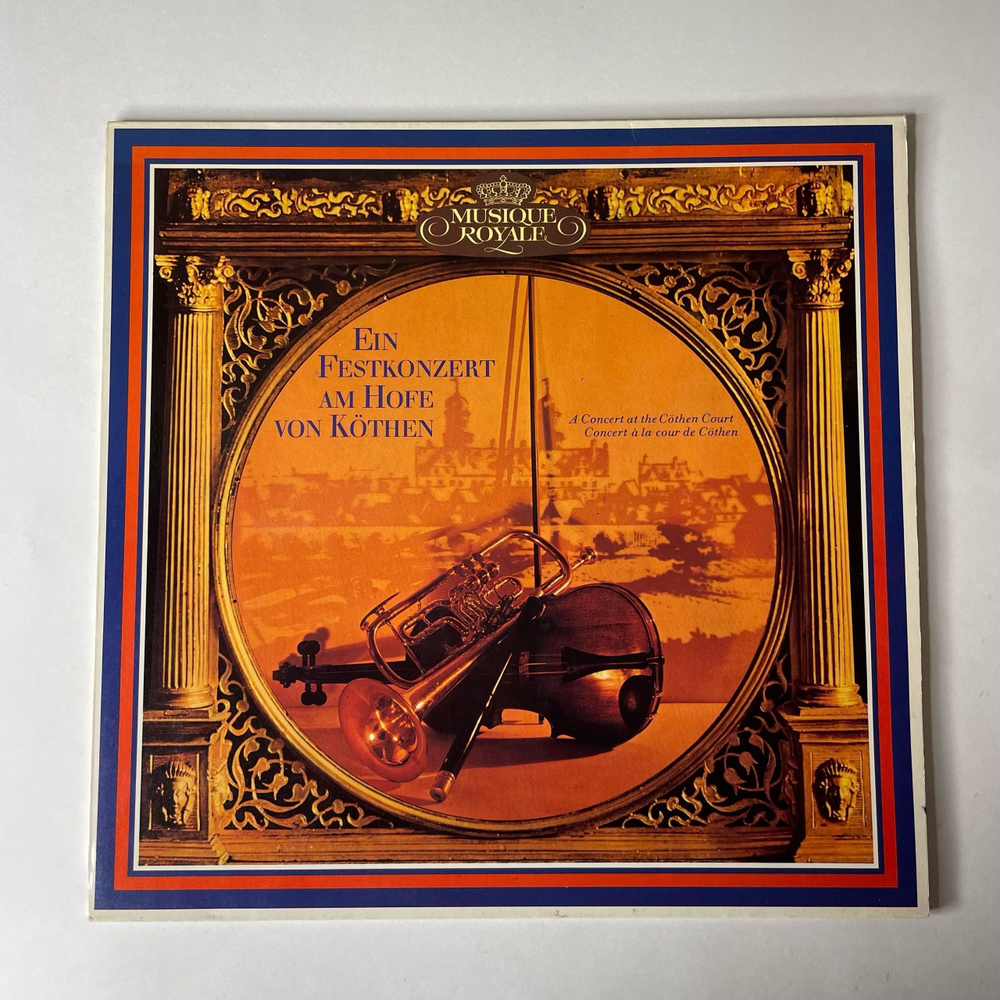 MUSIQUE
ROYALE
EIN
FESTKONZERT
AM HOFE
VON KÖTHEN
A Concert at the Cöthen Court
Concert à la cour de Cöthen